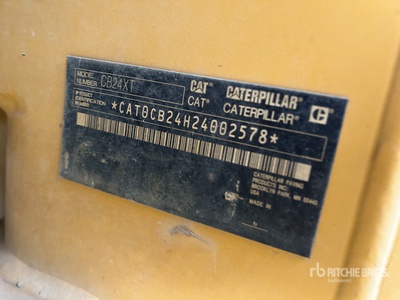 MODEL NUMBER CB24XT
PRODUCT IDENTIFICATION NUMBER
CAT CATERPILLAR
CAT CATERPILLAR
*CAT0CB24H24002578*
CATERPILLAR PAVING
PRODUCTS INC.
BROOKLYN PARK, MN 55445
USA
MADE IN
rb RITCHIE BROS.